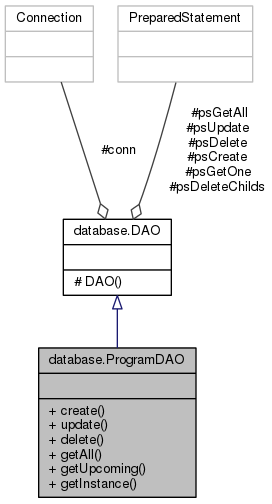 Connection
PreparedStatement
#conn
#psGetAll
#psUpdate
#psDelete
#psCreate
#psGetOne
#psDeleteChilds
database.DAO
# DAO()
database.ProgramDAO
+ create()
+ update()
+ delete()
+ getAll()
+ getUpcoming()
+ getInstance()